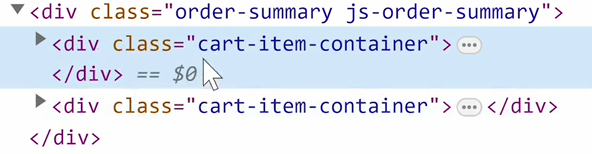 ▼<div class="order-summary js-order-summary">
▶<div class="cart-item-container">…
</div> == $0
▶<div class="cart-item-container">…</div>
</div>